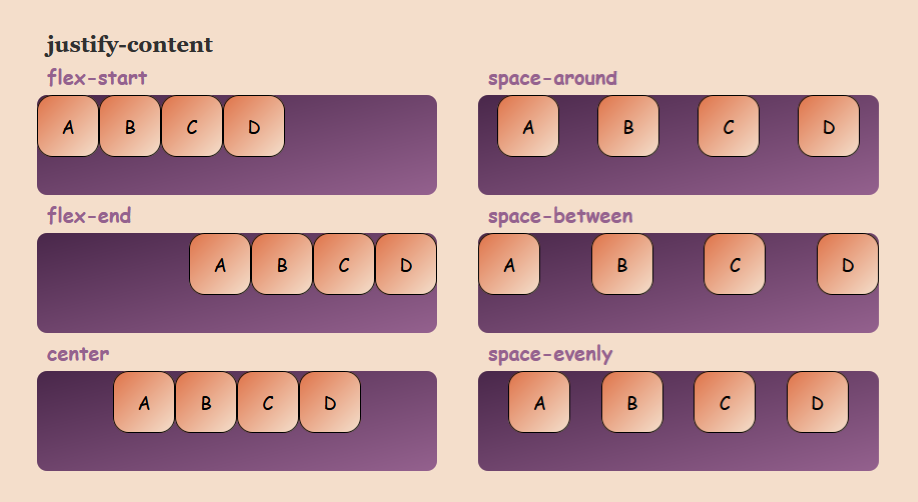 justify-content
flex-start
A B C D
flex-end
A B C D
center
A B C D
space-around
A B C D
space-between
A B C D
space-evenly
A B C D